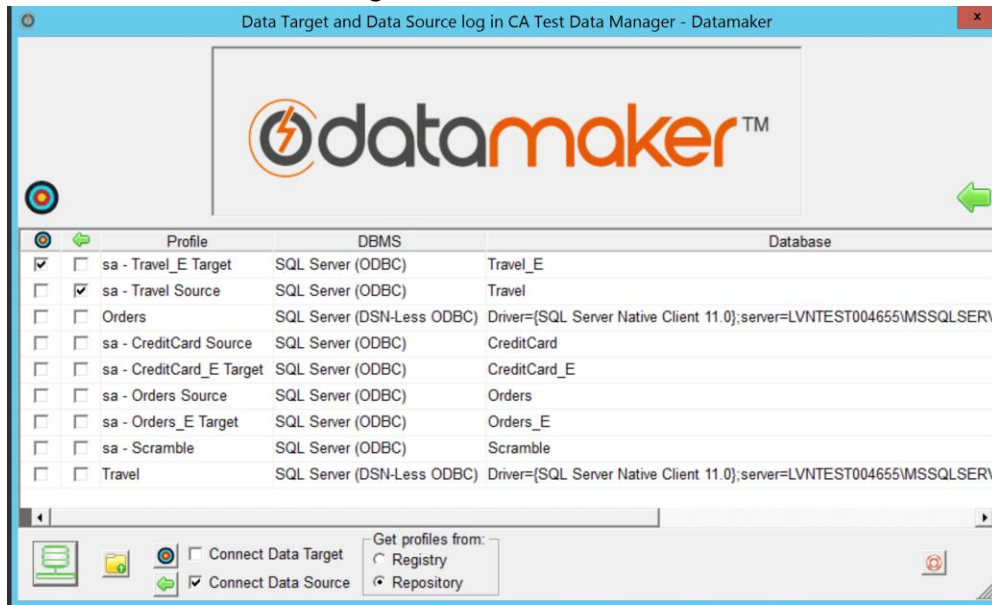 Data Target and Data Source log in CA Test Data Manager - Datamaker
x
datamaker™
Profile DBMS Database
sa - Travel_E Target SQL Server (ODBC) Travel_E
sa - Travel Source SQL Server (ODBC) Travel
Orders SQL Server (DSN-Less ODBC) Driver={SQL Server Native Client 11.0};server=LVNTEST004655\MSSQLSERV
sa - CreditCard Source SQL Server (ODBC) CreditCard
sa - CreditCard_E Target SQL Server (ODBC) CreditCard_E
sa - Orders Source SQL Server (ODBC) Orders
sa - Orders_E Target SQL Server (ODBC) Orders_E
sa - Scramble SQL Server (ODBC) Scramble
Travel SQL Server (DSN-Less ODBC) Driver={SQL Server Native Client 11.0};server=LVNTEST004655\MSSQLSERV
Get profiles from:
Connect Data Target Registry
Connect Data Source Repository